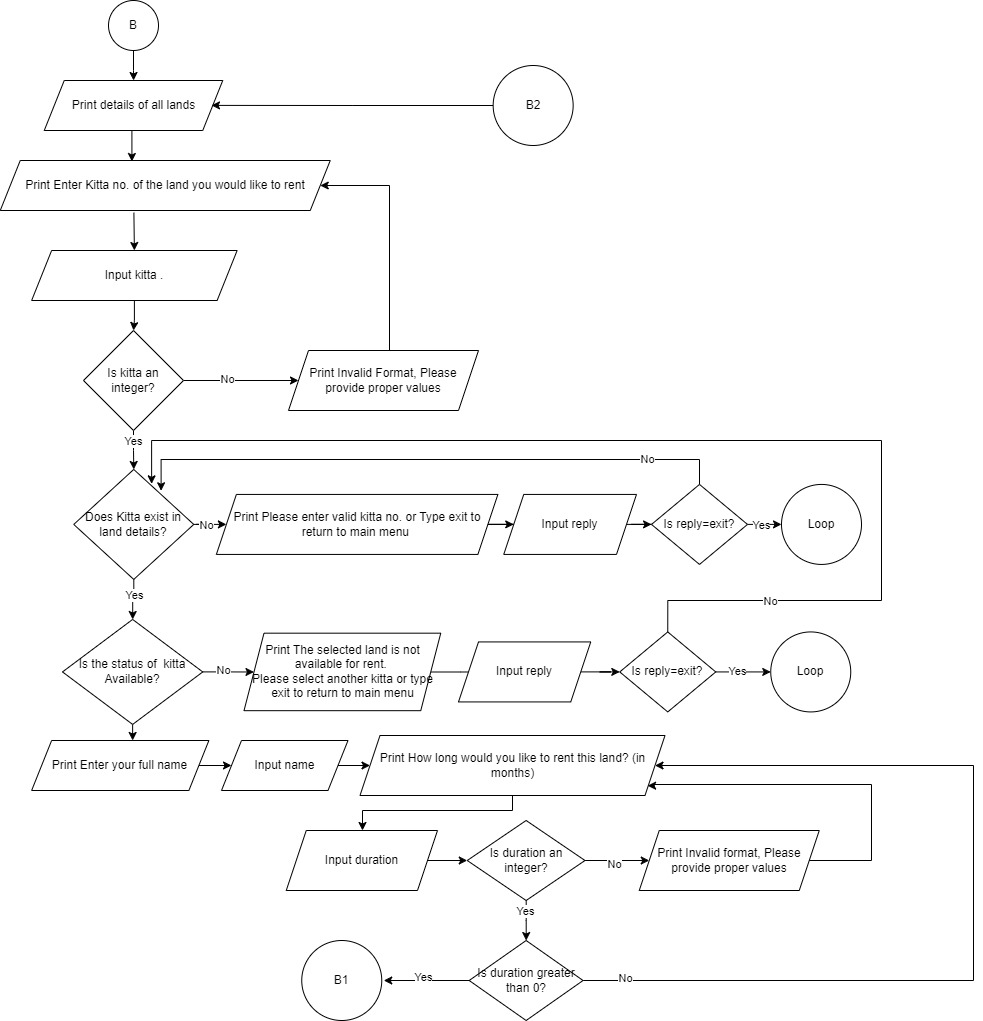 B
Print details of all lands
B2
Print Enter Kitta no. of the land you would like to rent
Input kitta .
Is kitta an
integer?
No
Print Invalid Format, Please
provide proper values
Yes
No
Does Kitta exist in
land details?
No
Print Please enter valid kitta no. or Type exit to
return to main menu
Input reply
Is reply=exit?
Yes
Loop
Yes
No
Is the status of kitta
Available?
No
Print The selected land is not
available for rent.
Please select another kitta or type
exit to return to main menu
Input reply
Is reply=exit?
Yes
Loop
Print Enter your full name
Input name
Print How long would you like to rent this land? (in
months)
Input duration
Is duration an
integer?
No
Print Invalid format, Please
provide proper values
Yes
B1
Yes
Is duration greater
than 0?
No